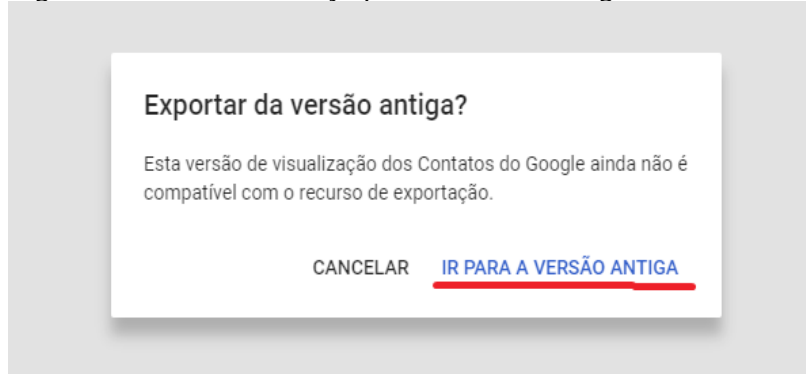 Exportar da versão antiga?
Esta versão de visualização dos Contatos do Google ainda não é
compatível com o recurso de exportação.
CANCELAR IR PARA A VERSÃO ANTIGA